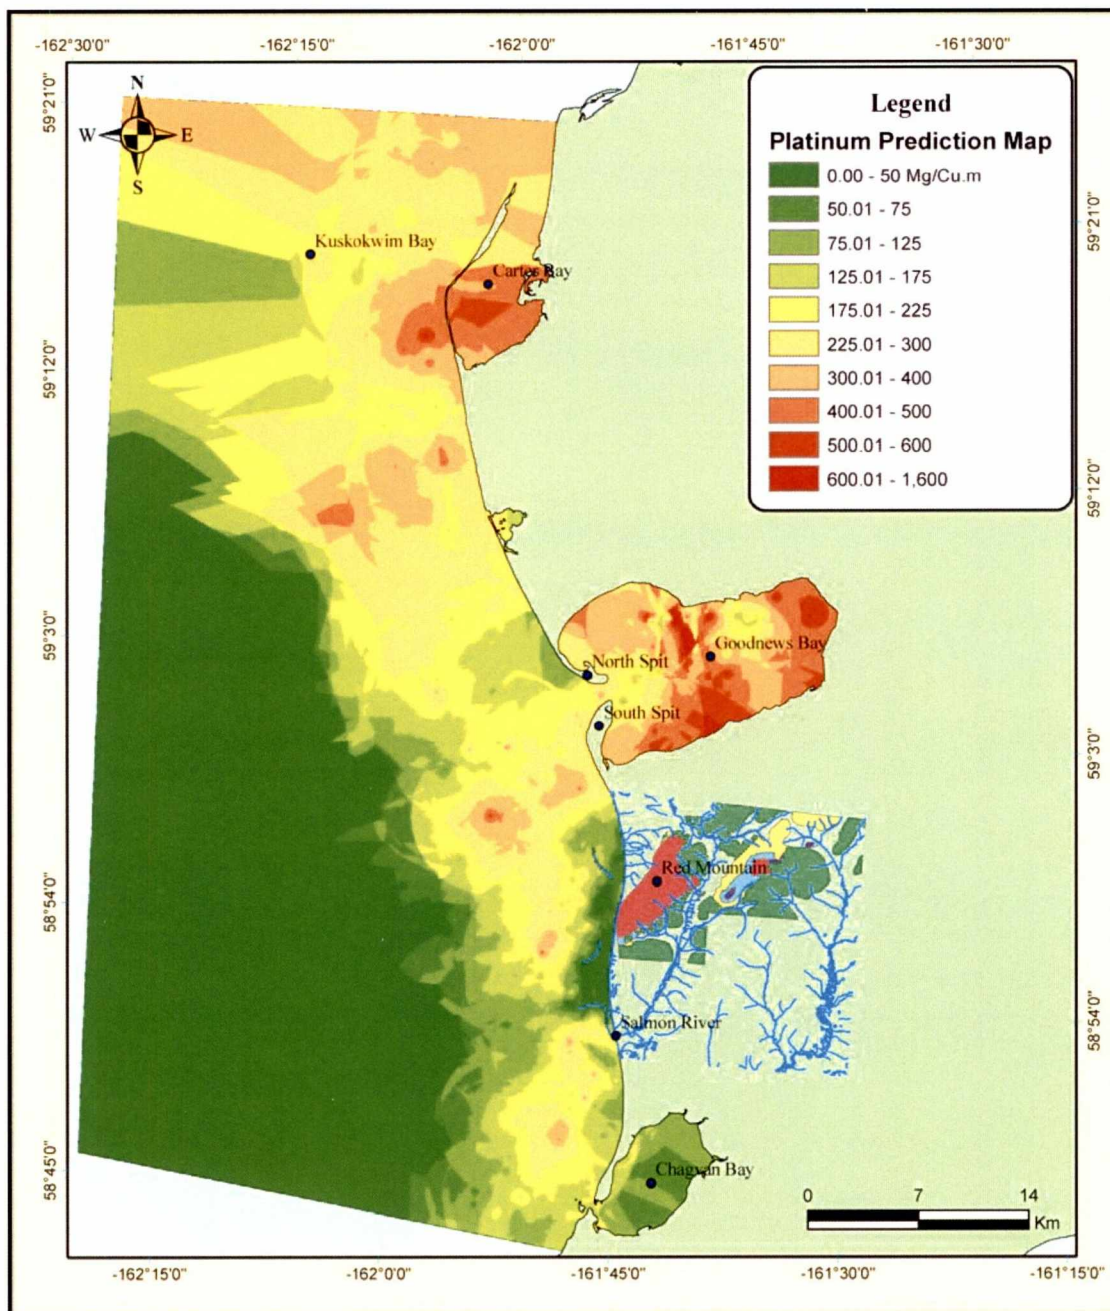 -162°30'0" -162°15'0" -162°0'0" -161°45'0" -161°30'0"
59°21'0"
59°12'0"
59°3'0"
58°54'0"
58°45'0"
N
W E
S
Legend
Platinum Prediction Map
0.00 - 50 Mg/Cu.m
50.01 - 75
75.01 - 125
125.01 - 175
175.01 - 225
225.01 - 300
300.01 - 400
400.01 - 500
500.01 - 600
600.01 - 1,600
Kuskokwim Bay
Carter Bay
Goodnews Bay
North Spit
South Spit
Red Mountain
Salmon River
Chagvan Bay
0 7 14
Km
59°21'0"
59°12'0"
59°3'0"
58°54'0"
-162°15'0" -162°0'0" -161°45'0" -161°30'0" -161°15'0"